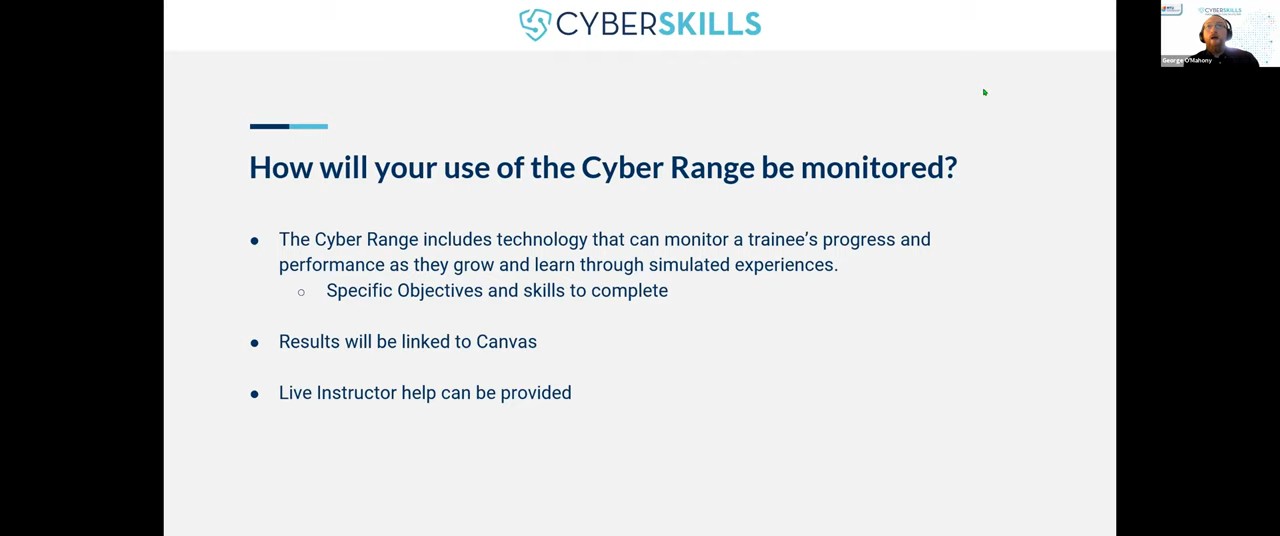 CYBERSKILLS
CYBERSKILLS
George O'Mahony
How will your use of the Cyber Range be monitored?
● The Cyber Range includes technology that can monitor a trainee’s progress and
performance as they grow and learn through simulated experiences.
○ Specific Objectives and skills to complete
● Results will be linked to Canvas
● Live Instructor help can be provided